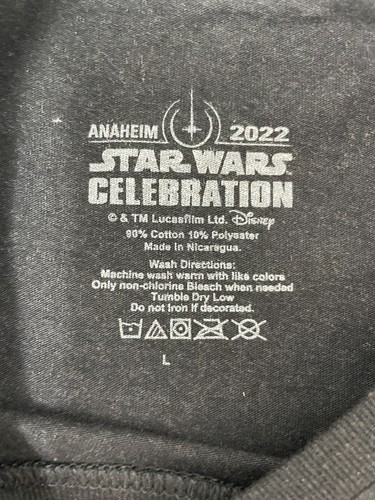 ANAHEIM 2022
STAR WARS
CELEBRATION
© & TM Lucasfilm Ltd. Disney
90% Cotton 10% Polyester
Made in Nicaragua.
Wash Directions:
Machine wash warm with like colors
Only non-chlorine Bleach when needed
Tumble Dry Low
Do not Iron if decorated.
L